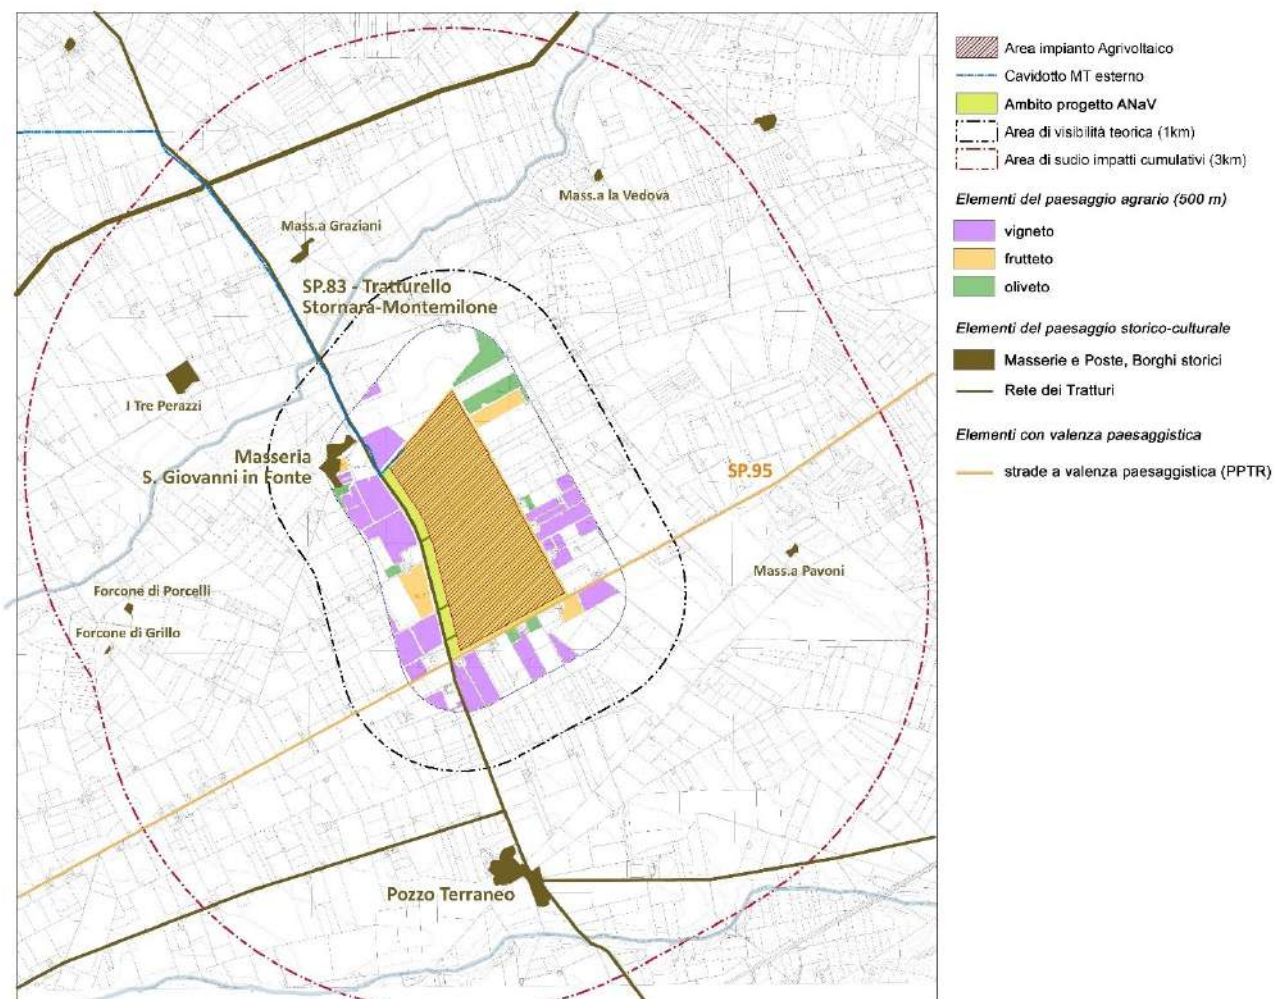 Mass.a la Vedova
Mass.a Graziani
SP.83 - Tratturello
Stornara-Montemilone
I Tre Perazzi
Masseria
S. Giovanni in Fonte
SP.95
Mass.a Pavoni
Forcone di Porcelli
Forcone di Grillo
Pozzo Terraneo
Area impianto Agrivoltaico
Cavidotto MT esterno
Ambito progetto ANaV
Area di visibilità teorica (1km)
Area di sudio impatti cumulativi (3km)
Elementi del paesaggio agrario (500 m)
vigneto
frutteto
oliveto
Elementi del paesaggio storico-culturale
Masserie e Poste, Borghi storici
Rete dei Tratturi
Elementi con valenza paesaggistica
strade a valenza paesaggistica (PPTR)